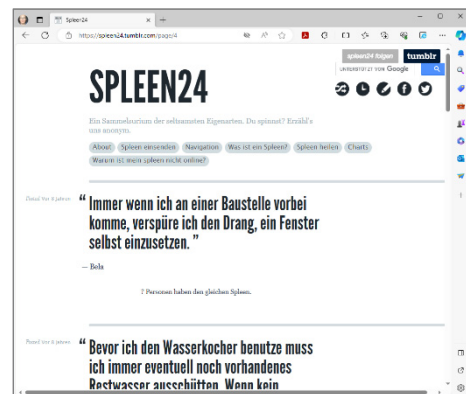 Spleen24
https://spleen24.tumblr.com/page/4
spleen24 folgen
tumblr
UNTERSTÜTZT VON Google
SPLEEN24
Ein Sammelsurium der seltsamsten Eigenarten. Du spinnst? Erzähl's
uns anonym.
About Spleen einsenden Navigation Was ist ein Spleen? Spleen heilen Charts
Warum ist mein spleen nicht online?
“ Immer wenn ich an einer Baustelle vorbei
komme, verspüre ich den Drang, ein Fenster
selbst einzusetzen. ”
— Bela
? Personen haben den gleichen Spleen.
“ Bevor ich den Wasserkocher benutze muss
ich immer eventuell noch vorhandenes
Restwasser ausschütten. Wenn kein